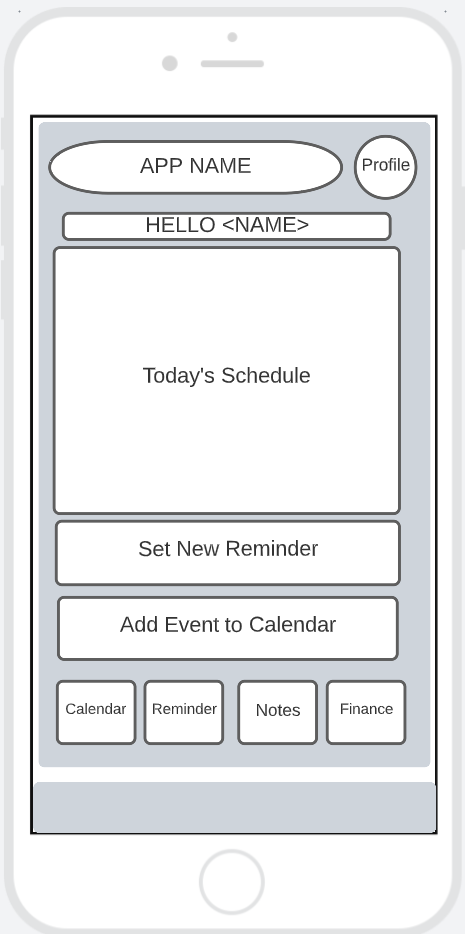 APP NAME
Profile
HELLO <NAME>
Today's Schedule
Set New Reminder
Add Event to Calendar
Calendar
Reminder
Notes
Finance